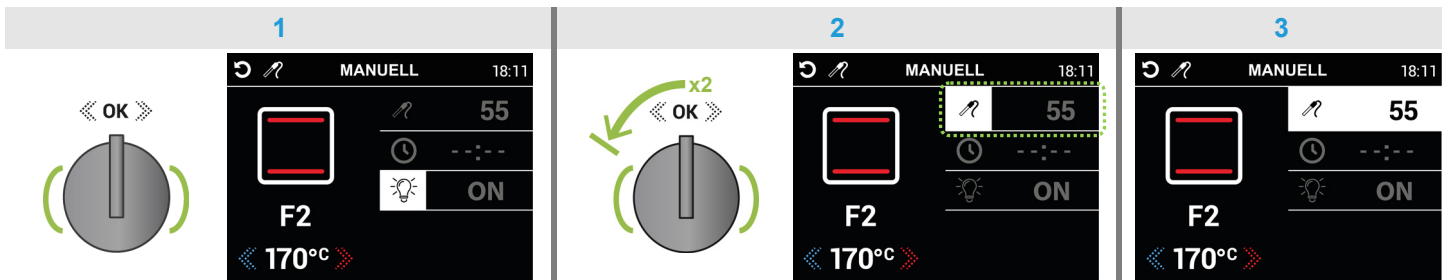 1
2
3
MANUELL 18:11
OK
55
--:--
ON
F2
170°C
x2
OK
MANUELL 18:11
55
--:--
ON
F2
170°C
MANUELL 18:11
55
--:--
ON
F2
170°C